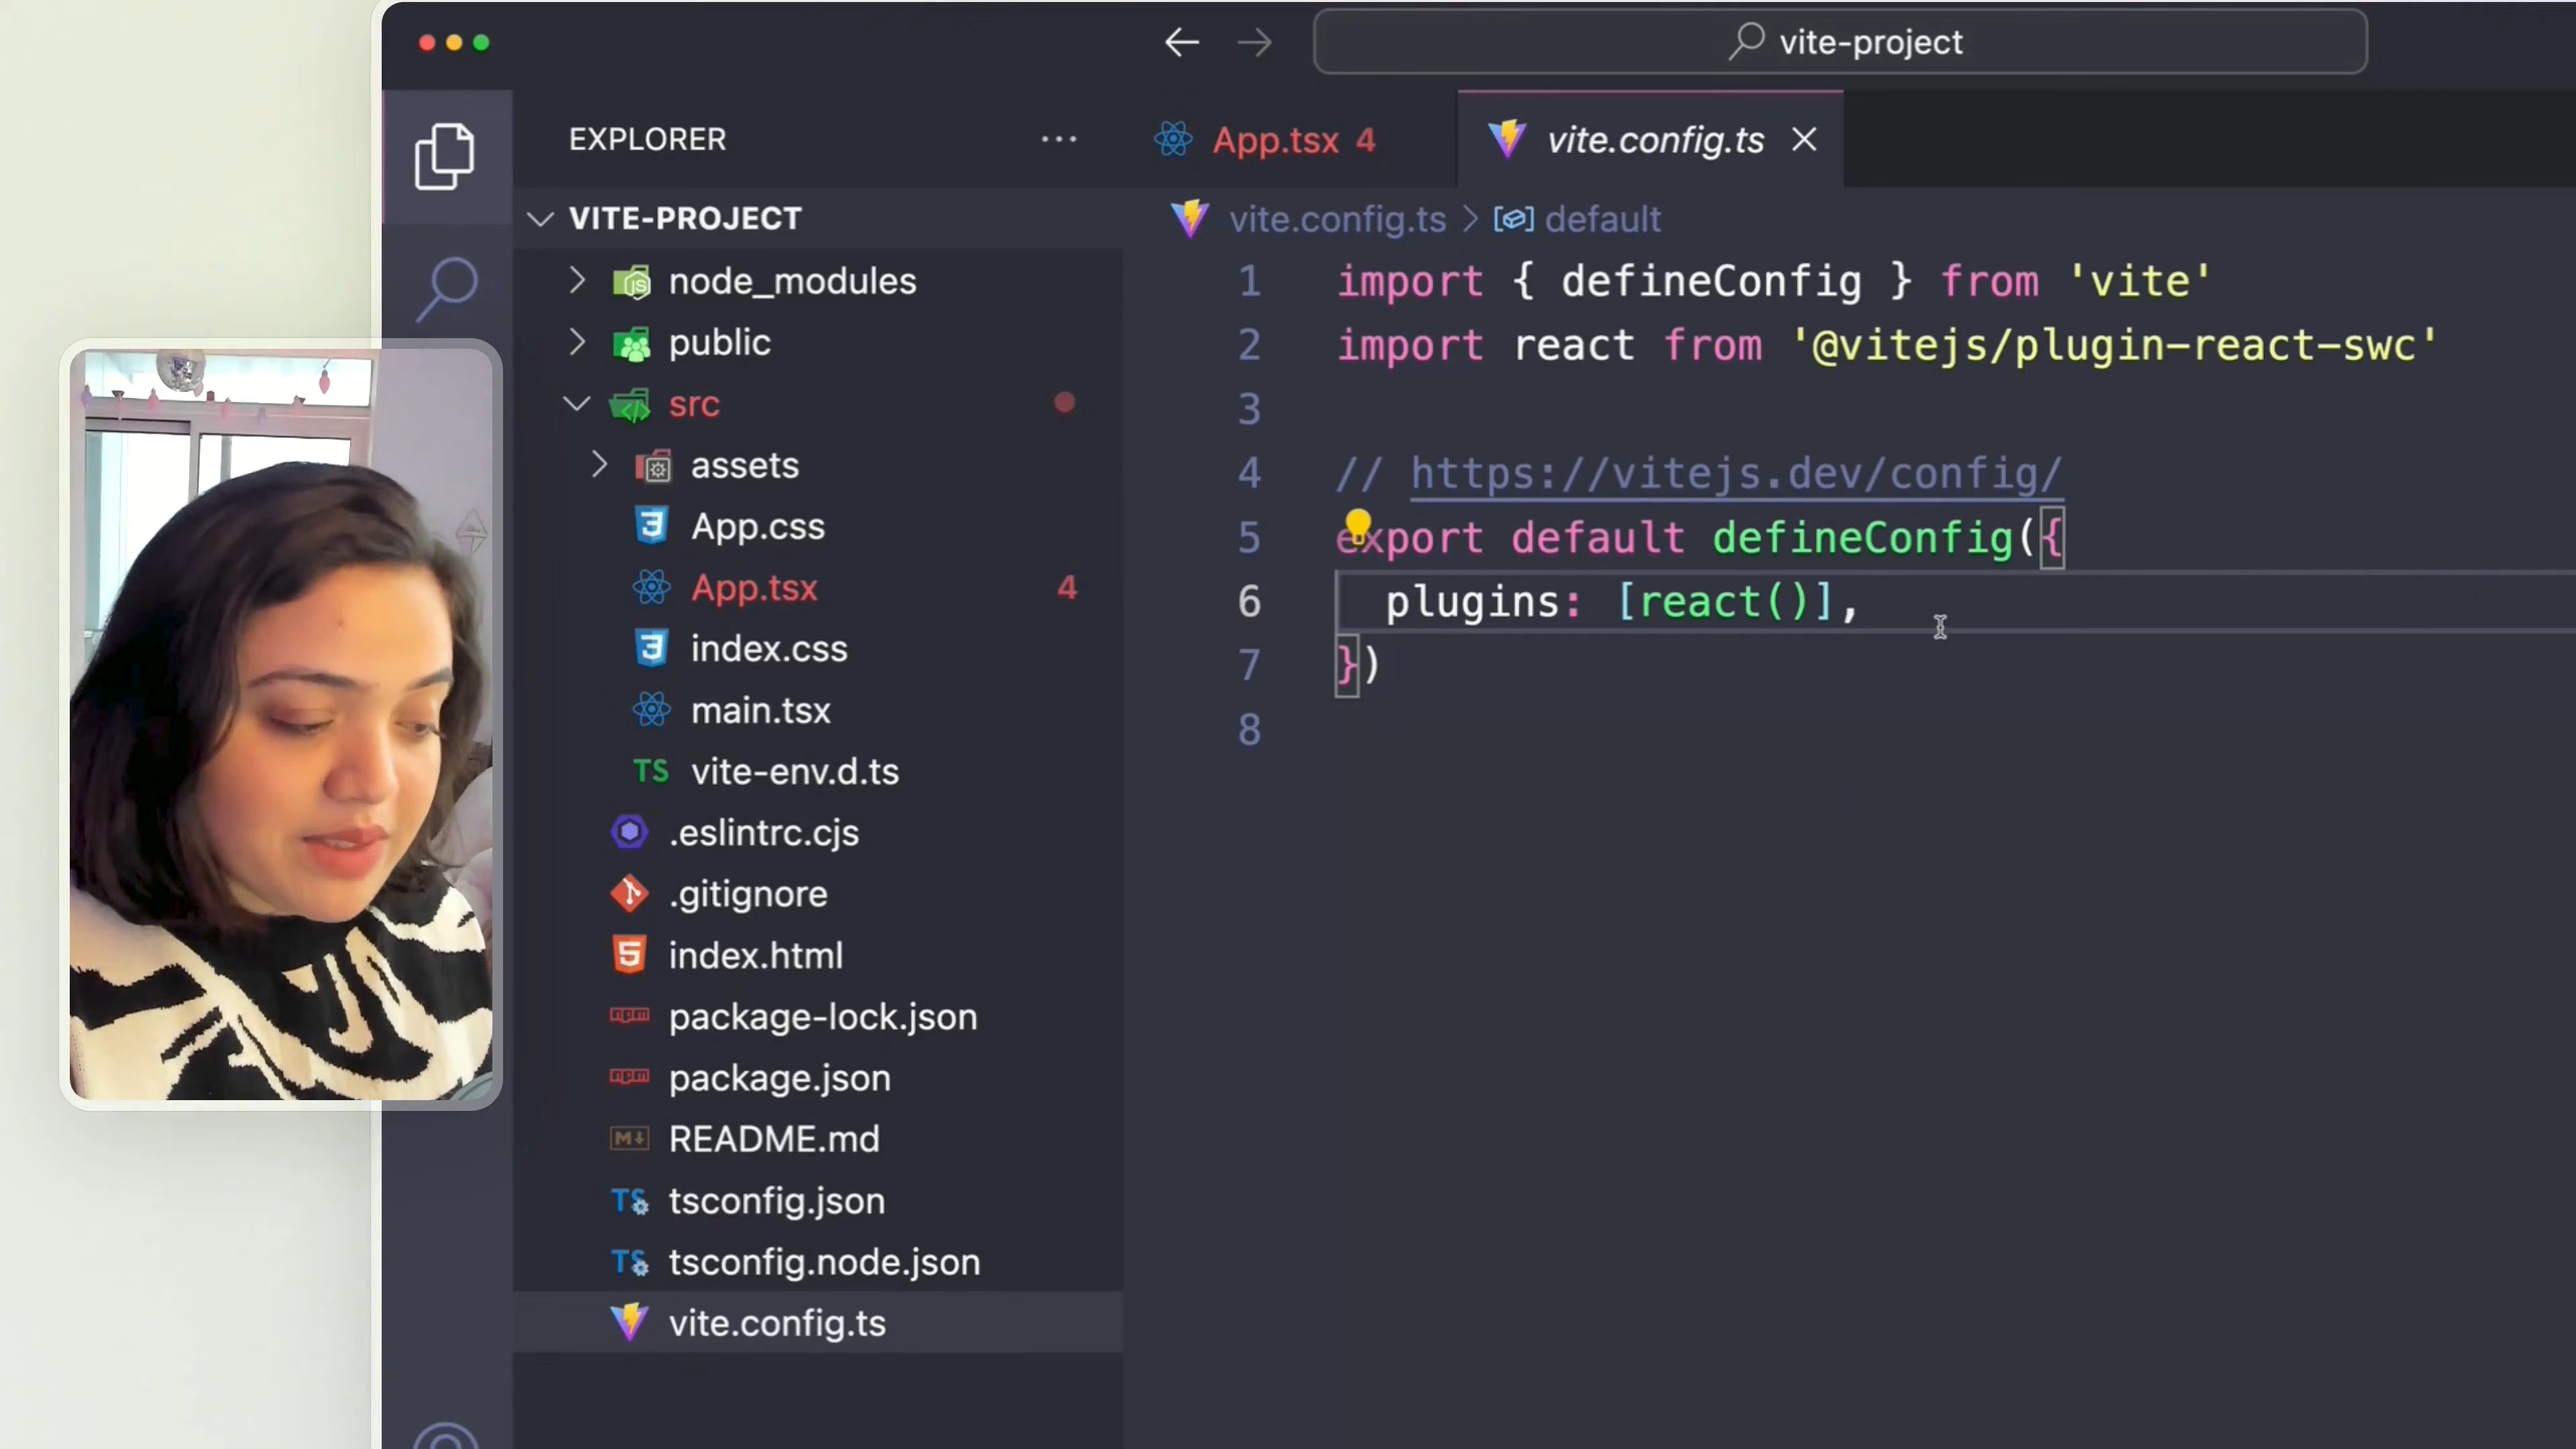 vite-project
EXPLORER
App.tsx 4
vite.config.ts
VITE-PROJECT
vite.config.ts > default
node_modules
public
src
assets
App.css
App.tsx 4
index.css
main.tsx
TS vite-env.d.ts
.eslintrc.cjs
.gitignore
index.html
package-lock.json
package.json
README.md
tsconfig.json
tsconfig.node.json
vite.config.ts
1 import { defineConfig } from 'vite'
2 import react from '@vitejs/plugin-react-swc'
3
4 // https://vitejs.dev/config/
5 export default defineConfig({
6 plugins: [react()],
7 })
8